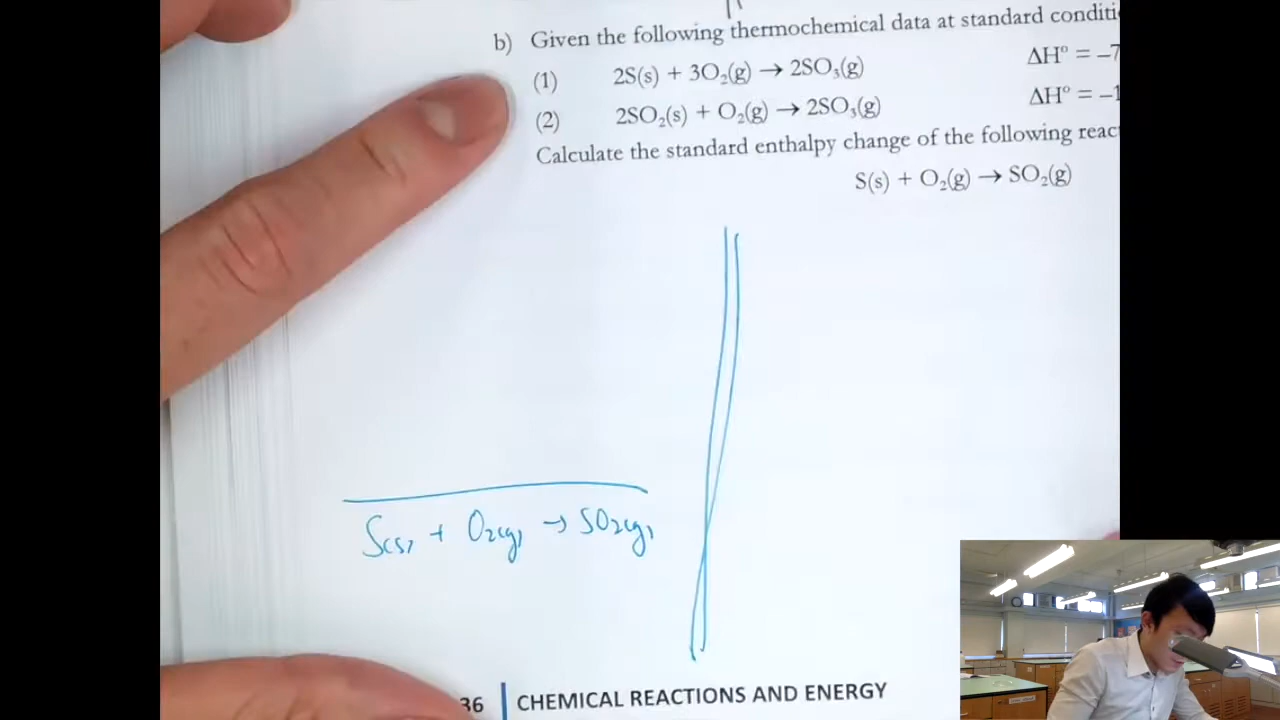 b) Given the following thermochemical data at standard conditi
(1) 2S(s) + 3O₂(g) → 2SO₃(g) ΔH° = –7
(2) 2SO₂(s) + O₂(g) → 2SO₃(g) ΔH° = –1
Calculate the standard enthalpy change of the following reac
S(s) + O₂(g) → SO₂(g)
S(s) + O₂(g) → SO₂(g)
36 | CHEMICAL REACTIONS AND ENERGY